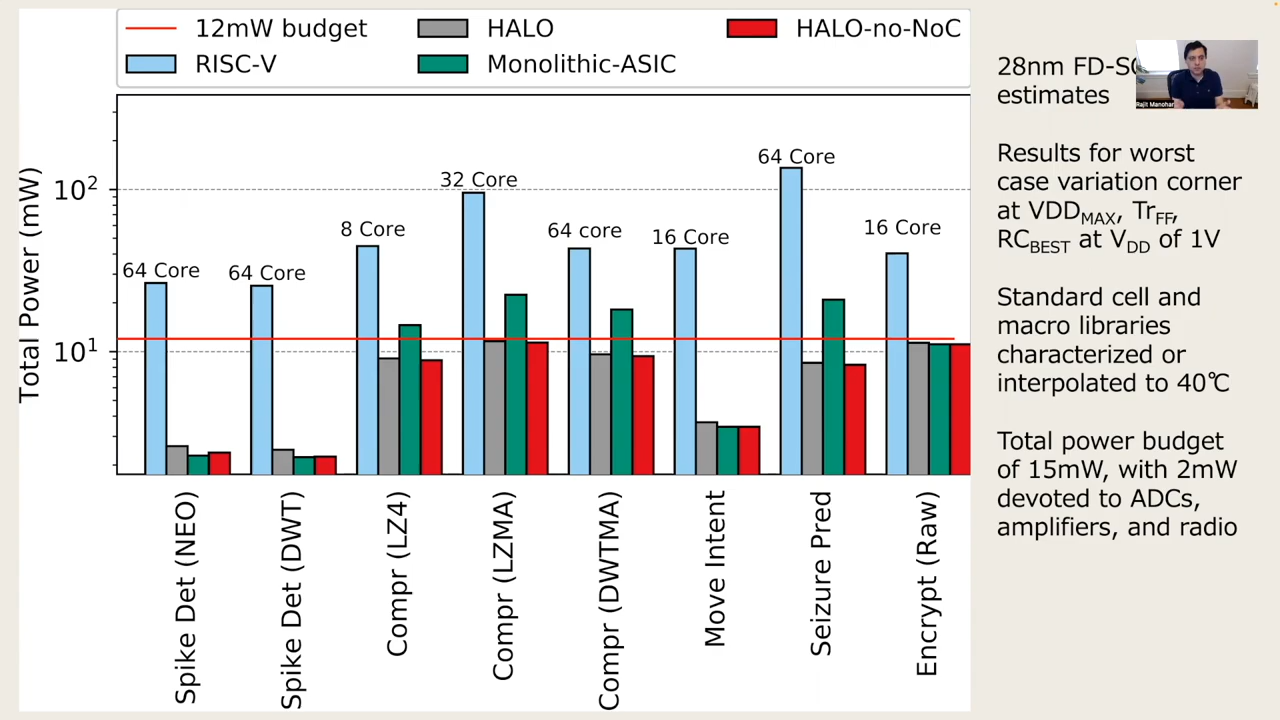 12mW budget
HALO
HALO-no-NoC
RISC-V
Monolithic-ASIC
Total Power (mW)
10²
10¹
64 Core
64 Core
8 Core
32 Core
64 core
16 Core
64 Core
16 Core
Spike Det (NEO)
Spike Det (DWT)
Compr (LZ4)
Compr (LZMA)
Compr (DWTMA)
Move Intent
Seizure Pred
Encrypt (Raw)
28nm
estimates
Results for worst
case variation corner
at VDDMAX, TrFF,
RCBEST at VDD of 1V
Standard cell and
macro libraries
characterized or
interpolated to 40℃
Total power budget
of 15mW, with 2mW
devoted to ADCs,
amplifiers, and radio
Rajit Manohar